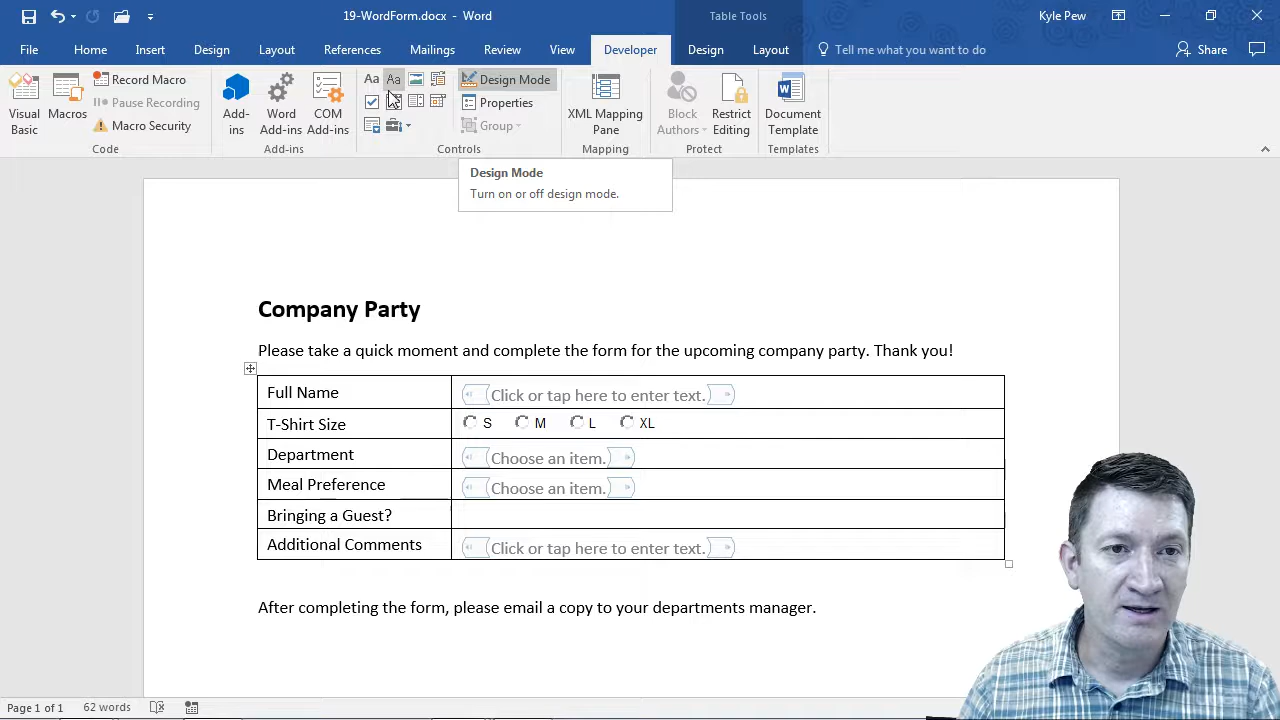 19-WordForm.docx - Word
Table Tools
Kyle Pew
File Home Insert Design Layout References Mailings Review View Developer Design Layout Tell me what you want to do Share
Visual Basic
Macros
Record Macro
Pause Recording
Macro Security
Code
Add-ins
Word Add-ins
COM Add-ins
Add-ins
Aa Aa
Design Mode
Properties
Group
Controls
XML Mapping Pane
Mapping
Block Authors
Restrict Editing
Protect
Document Template
Templates
Design Mode
Turn on or off design mode.
Company Party
Please take a quick moment and complete the form for the upcoming company party. Thank you!
Full Name Click or tap here to enter text.
T-Shirt Size S M L XL
Department Choose an item.
Meal Preference Choose an item.
Bringing a Guest?
Additional Comments Click or tap here to enter text.
After completing the form, please email a copy to your departments manager.
Page 1 of 1 62 words